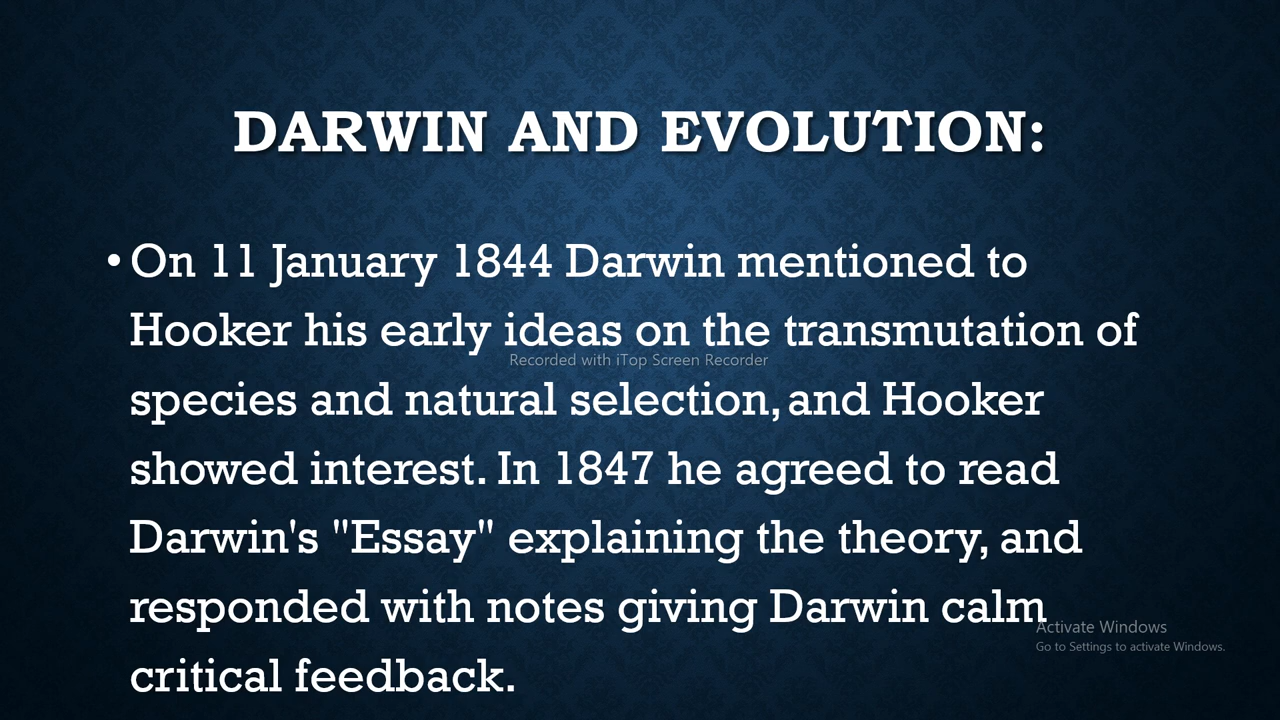 DARWIN AND EVOLUTION:
• On 11 January 1844 Darwin mentioned to
Hooker his early ideas on the transmutation of
Recorded with iTop Screen Recorder
species and natural selection, and Hooker
showed interest. In 1847 he agreed to read
Darwin's "Essay" explaining the theory, and
responded with notes giving Darwin calm
Activate Windows
Go to Settings to activate Windows.
critical feedback.